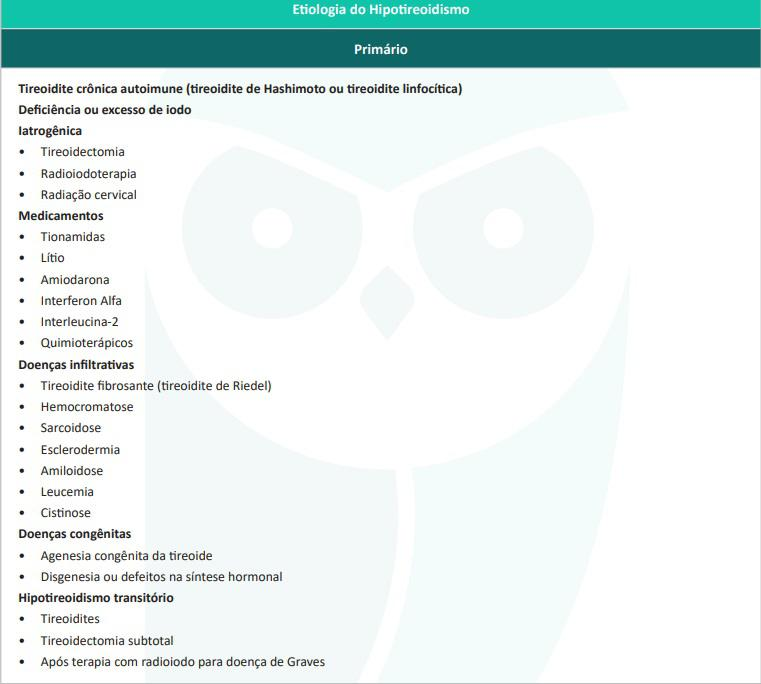 Etiologia do Hipotireoidismo
Primário
Tireoidite crônica autoimune (tireoidite de Hashimoto ou tireoidite linfocítica)
Deficiência ou excesso de iodo
Iatrogênica
• Tireoidectomia
• Radioiodoterapia
• Radiação cervical
Medicamentos
• Tionamidas
• Lítio
• Amiodarona
• Interferon Alfa
• Interleucina-2
• Quimioterápicos
Doenças infiltrativas
• Tireoidite fibrosante (tireoidite de Riedel)
• Hemocromatose
• Sarcoidose
• Esclerodermia
• Amiloidose
• Leucemia
• Cistinose
Doenças congênitas
• Agenesia congênita da tireoide
• Disgenesia ou defeitos na síntese hormonal
Hipotireoidismo transitório
• Tireoidites
• Tireoidectomia subtotal
• Após terapia com radioiodo para doença de Graves